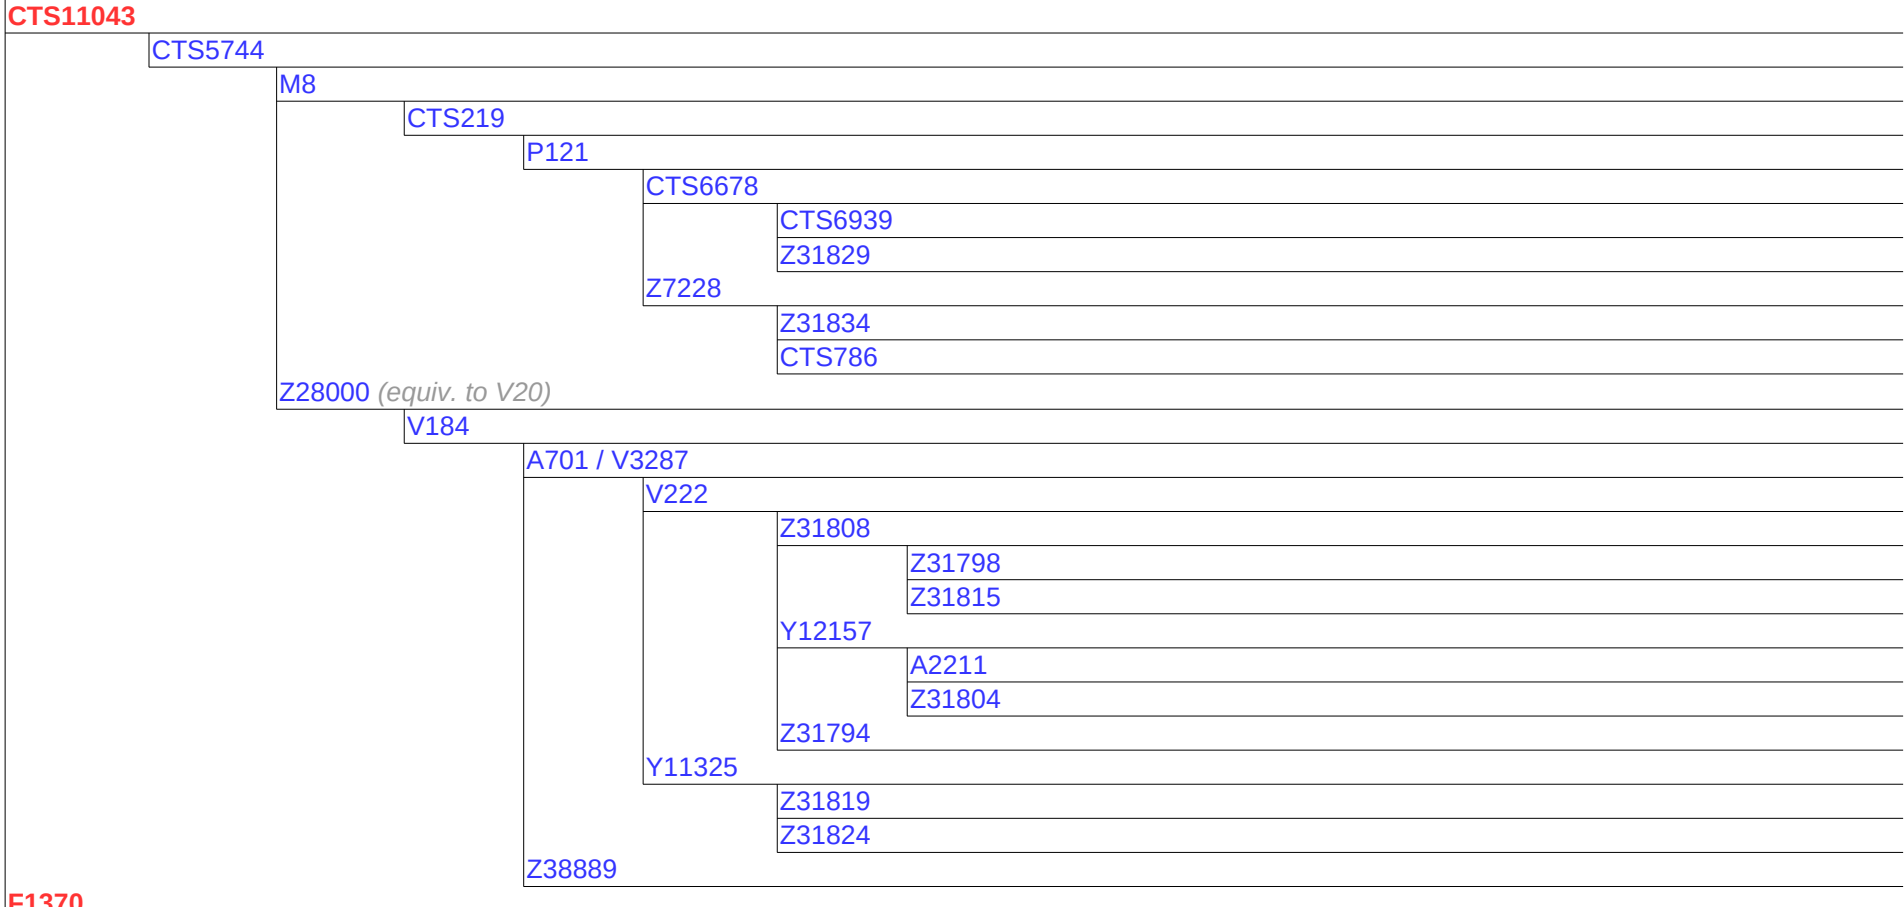 CTS11043
CTS5744
M8
CTS219
P121
CTS6678
CTS6939
Z31829
Z7228
Z31834
CTS786
Z28000 (equiv. to V20)
V184
A701 / V3287
V222
Z31808
Z31798
Z31815
Y12157
A2211
Z31804
Z31794
Y11325
Z31819
Z31824
Z38889
F1370